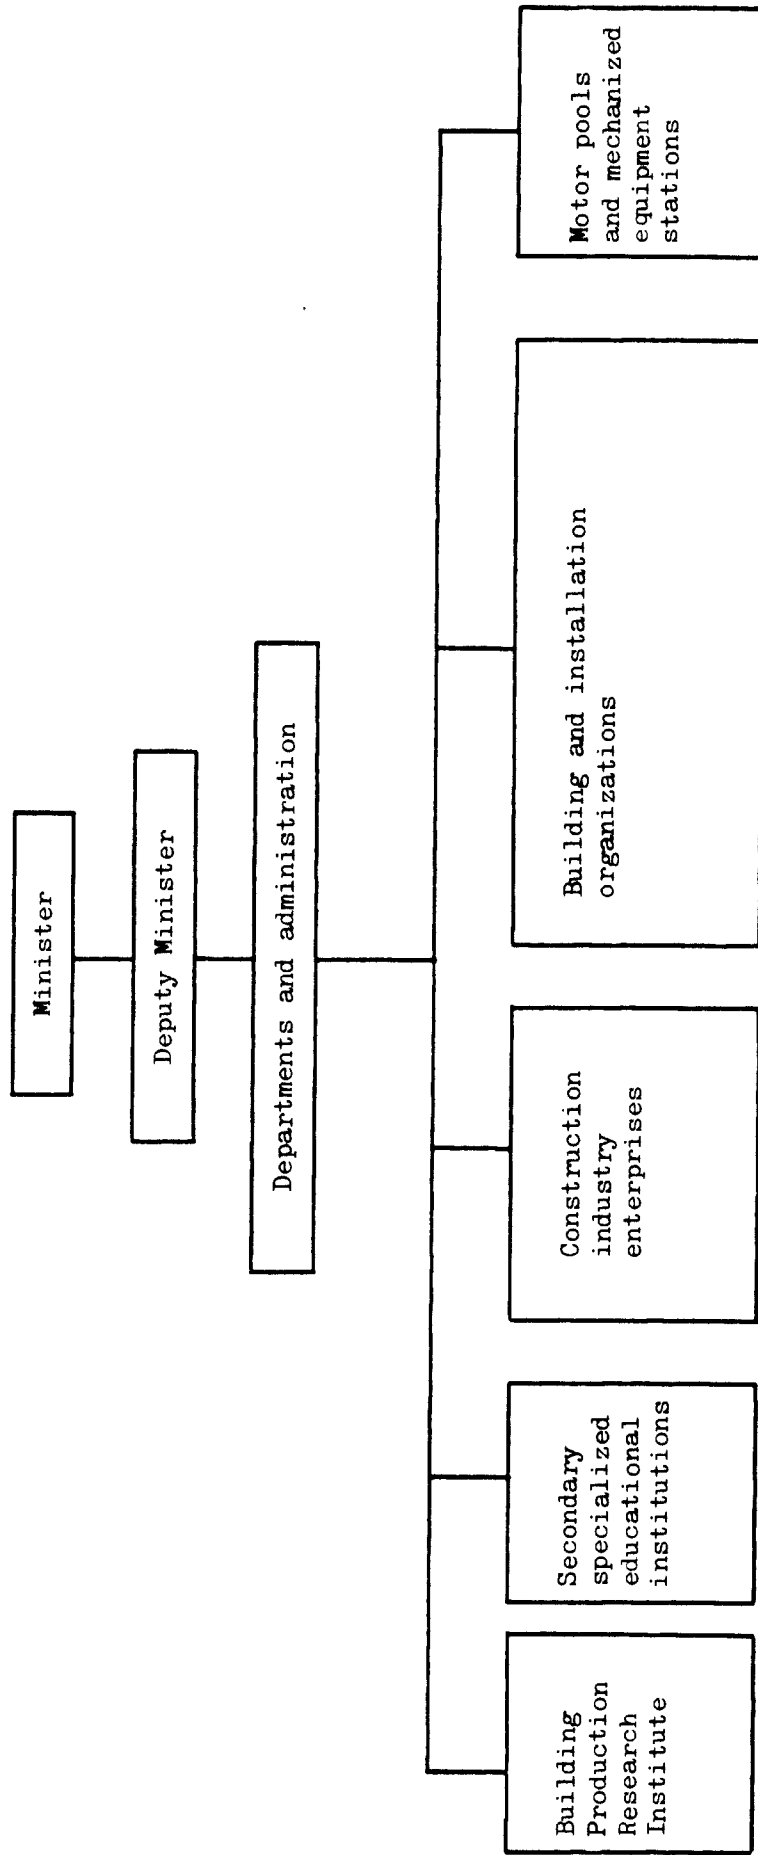 Minister
Deputy Minister
Departments and administration
Building
Production
Research
Institute
Secondary
specialized
educational
institutions
Construction
industry
enterprises
Building and installation
organizations
Motor pools
and mechanized
equipment
stations